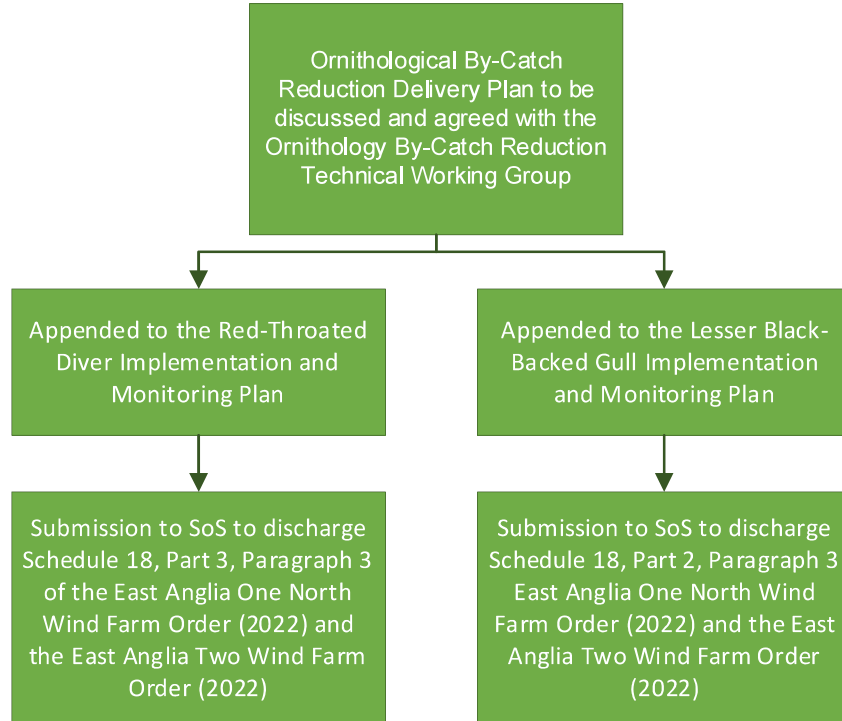 Ornithological By-Catch
Reduction Delivery Plan to be
discussed and agreed with the
Ornithology By-Catch Reduction
Technical Working Group
Appended to the Red-Throated
Diver Implementation and
Monitoring Plan
Appended to the Lesser Black-
Backed Gull Implementation
and Monitoring Plan
Submission to SoS to discharge
Schedule 18, Part 3, Paragraph 3
of the East Anglia One North
Wind Farm Order (2022) and
the East Anglia Two Wind Farm
Order (2022)
Submission to SoS to discharge
Schedule 18, Part 2, Paragraph 3
East Anglia One North Wind
Farm Order (2022) and the East
Anglia Two Wind Farm Order
(2022)